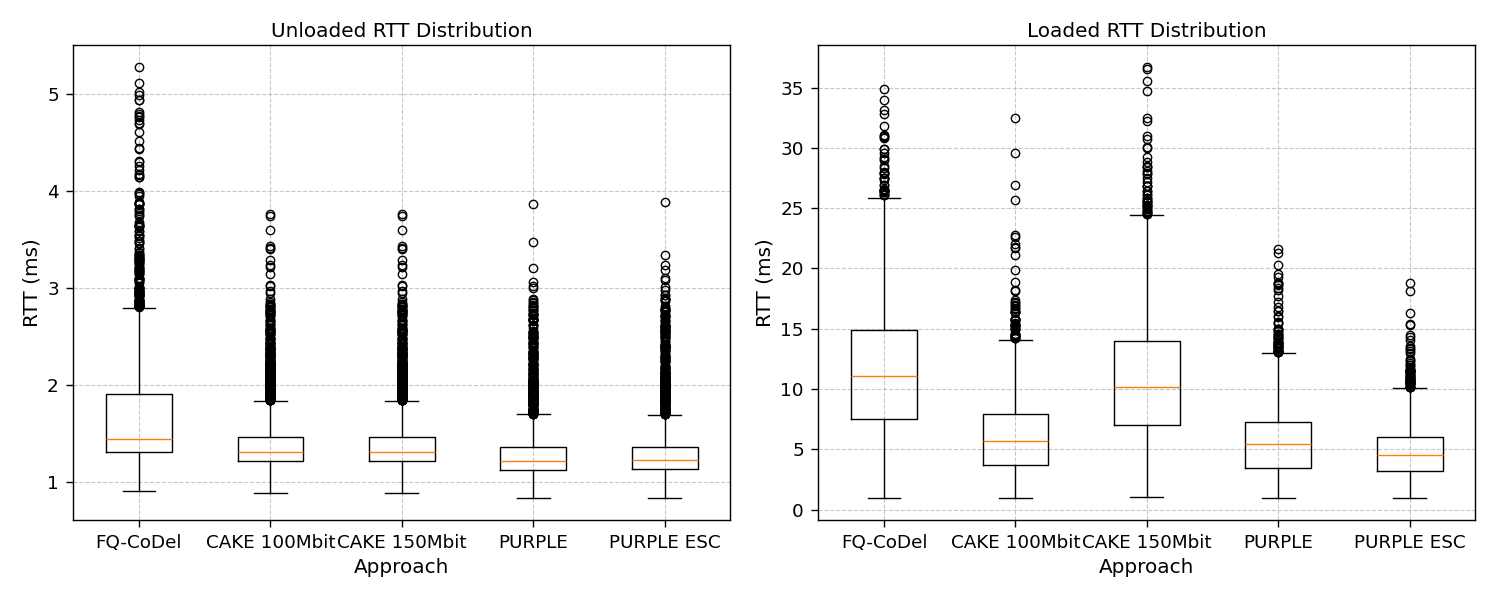 Unloaded RTT Distribution
RTT (ms)
5
4
3
2
1
FQ-CoDel CAKE 100Mbit CAKE 150Mbit PURPLE PURPLE ESC
Approach
Loaded RTT Distribution
RTT (ms)
35
30
25
20
15
10
5
0
FQ-CoDel CAKE 100Mbit CAKE 150Mbit PURPLE PURPLE ESC
Approach